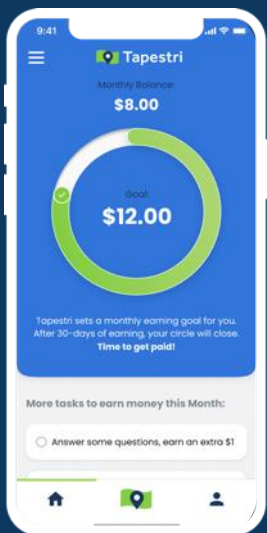 9:41
Tapestri
Monthly Balance:
$8.00
Goal:
$12.00
Tapestri sets a monthly earning goal for you.
After 30-days of earning, your circle will close.
Time to get paid!
More tasks to earn money this Month:
Answer some questions, earn an extra $1